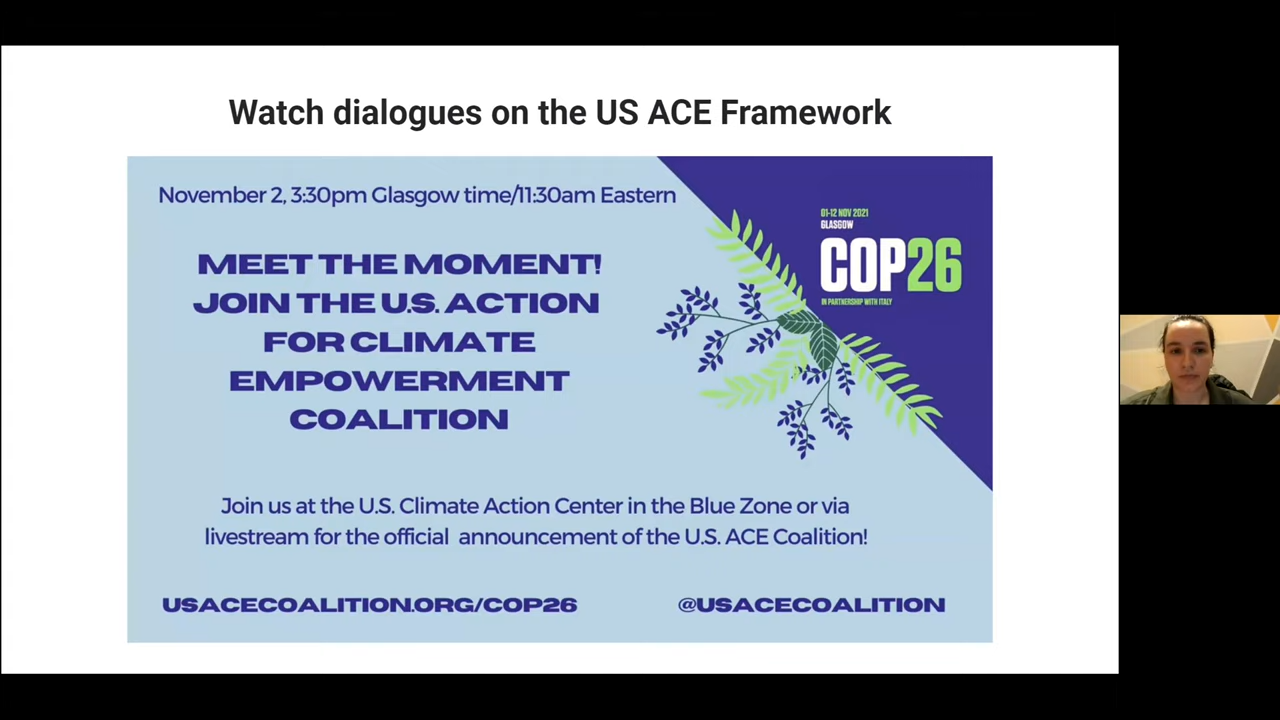 Watch dialogues on the US ACE Framework
November 2, 3:30pm Glasgow time/11:30am Eastern
MEET THE MOMENT!
JOIN THE U.S. ACTION
FOR CLIMATE
EMPOWERMENT
COALITION
01-12 NOV 2021
GLASGOW
COP26
IN PARTNERSHIP WITH ITALY
Join us at the U.S. Climate Action Center in the Blue Zone or via
livestream for the official announcement of the U.S. ACE Coalition!
USACECOALITION.ORG/COP26
@USACECOALITION